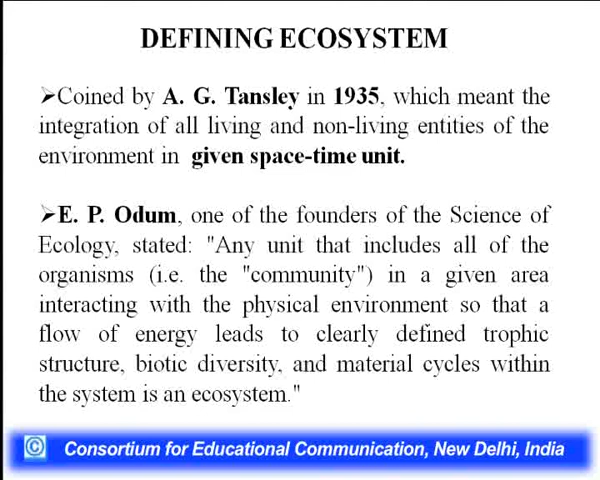 DEFINING ECOSYSTEM
➢Coined by A. G. Tansley in 1935, which meant the
integration of all living and non-living entities of the
environment in given space-time unit.
➢E. P. Odum, one of the founders of the Science of
Ecology, stated: "Any unit that includes all of the
organisms (i.e. the "community") in a given area
interacting with the physical environment so that a
flow of energy leads to clearly defined trophic
structure, biotic diversity, and material cycles within
the system is an ecosystem."
© Consortium for Educational Communication, New Delhi, India